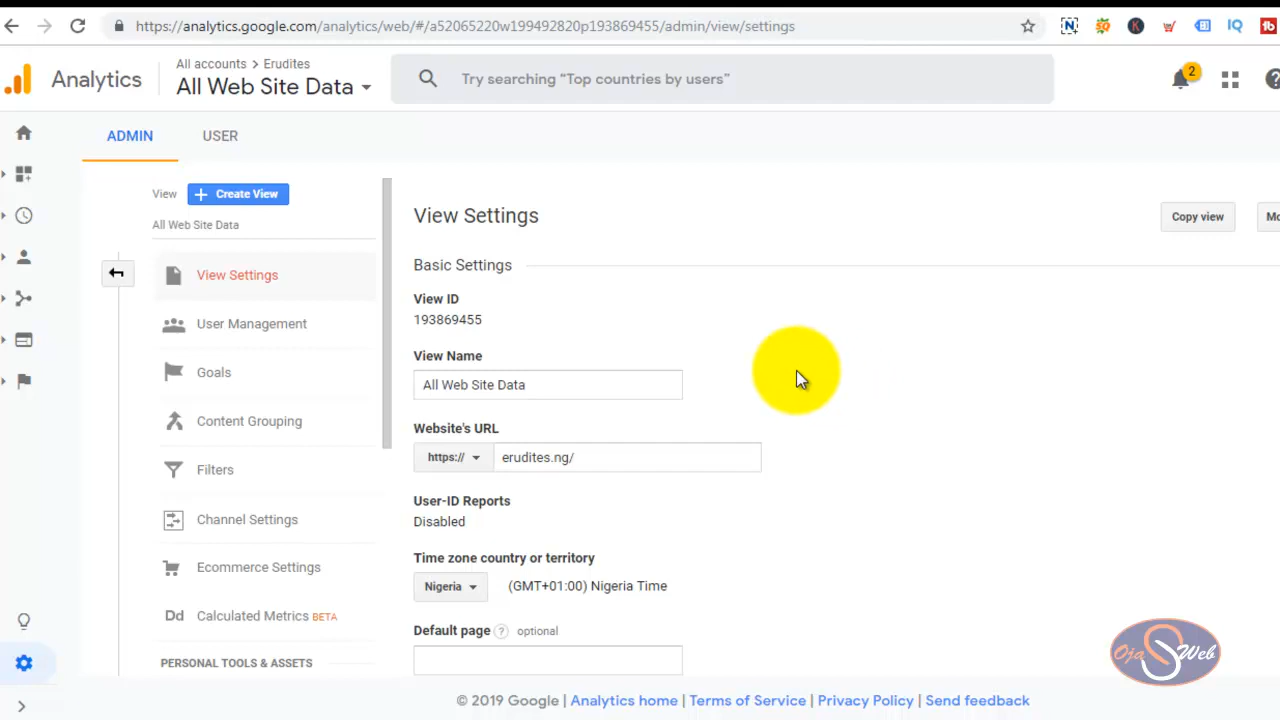 https://analytics.google.com/analytics/web/#/a52065220w199492820p193869455/admin/view/settings
Analytics
All accounts > Erudites
All Web Site Data
Try searching “Top countries by users”
2
ADMIN
USER
View
+ Create View
All Web Site Data
View Settings
User Management
Goals
Content Grouping
Filters
Channel Settings
Ecommerce Settings
Dd Calculated Metrics BETA
PERSONAL TOOLS & ASSETS
View Settings
Copy view
Mo
Basic Settings
View ID
193869455
View Name
All Web Site Data
Website's URL
https://
erudites.ng/
User-ID Reports
Disabled
Time zone country or territory
Nigeria
(GMT+01:00) Nigeria Time
Default page ? optional
Oja S Web
© 2019 Google | Analytics home | Terms of Service | Privacy Policy | Send feedback